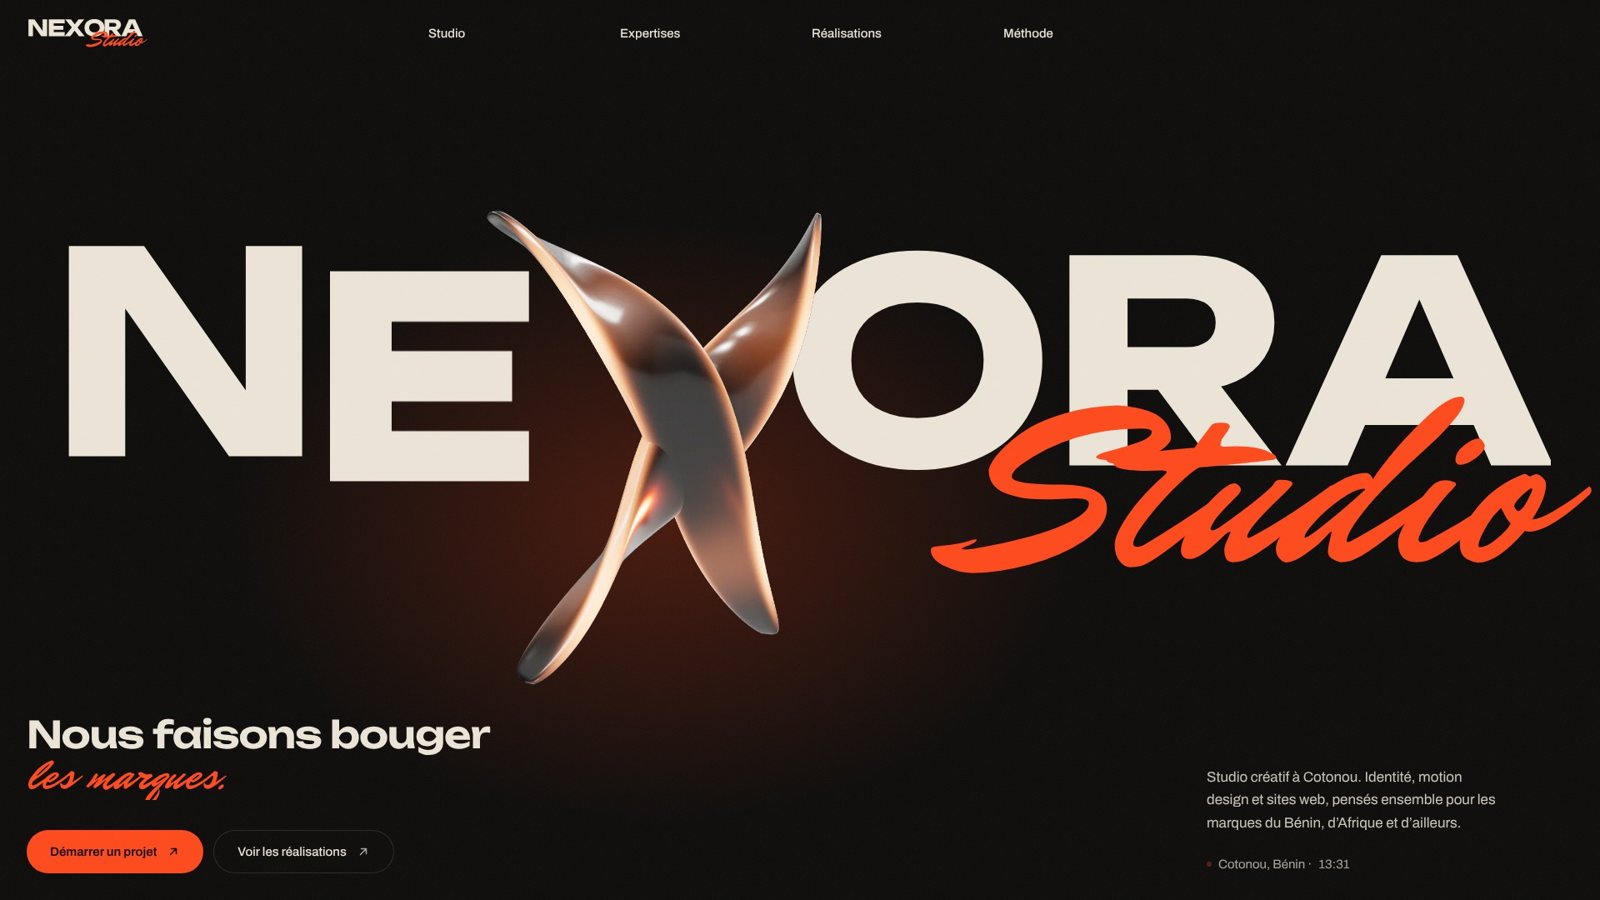 NEXORA
Studio
Studio
Expertises
Réalisations
Méthode
NEXORA
Studio
Nous faisons bouger
les marques.
Démarrer un projet
Voir les réalisations
Studio créatif à Cotonou. Identité, motion
design et sites web, pensés ensemble pour les
marques du Bénin, d'Afrique et d'ailleurs.
Cotonou, Bénin · 13:31